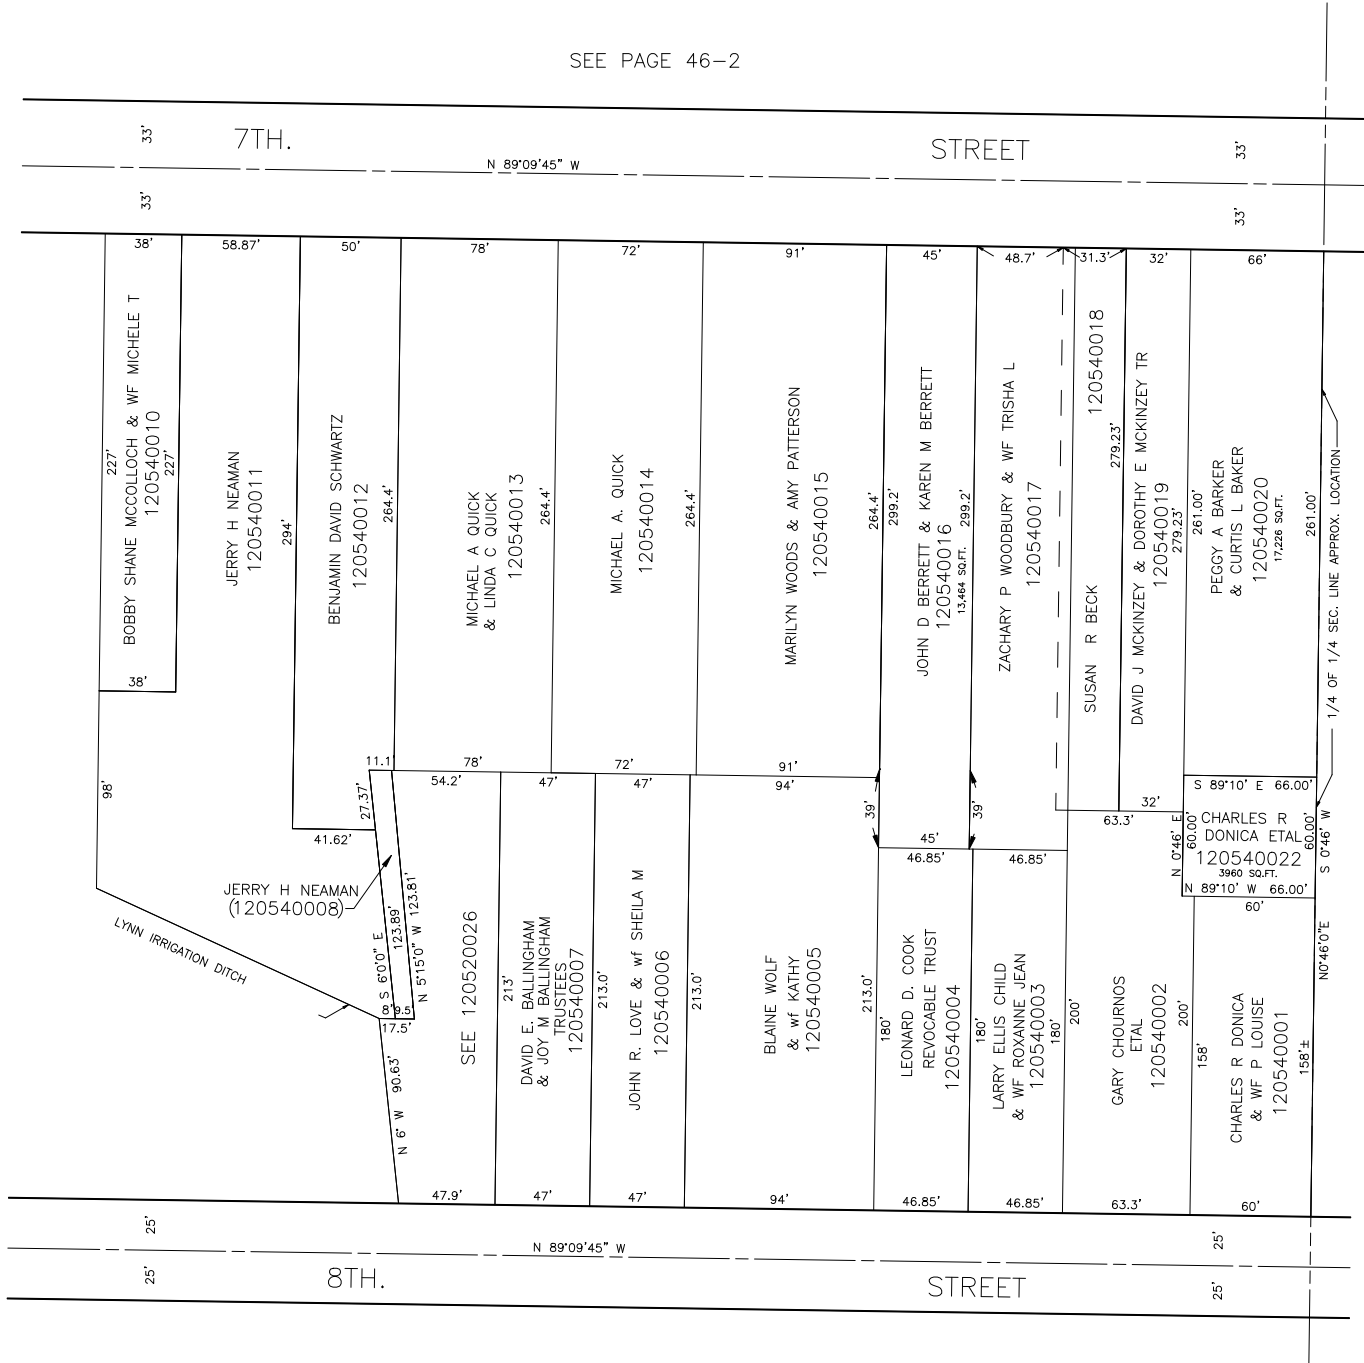 SEE PAGE 46-2
33'
7TH.
STREET
33'
N 89°09'45" W
33'
33'
38'
58.87'
50'
78'
72'
91'
45'
48.7'
31.3'
32'
66'
BOBBY SHANE MCCOLLOCH & WF MICHELE T
120540010
227'
227'
38'
98'
JERRY H NEAMAN
120540011
294'
BENJAMIN DAVID SCHWARTZ
120540012
264.4'
MICHAEL A QUICK
& LINDA C QUICK
120540013
264.4'
MICHAEL A. QUICK
120540014
264.4'
MARILYN WOODS & AMY PATTERSON
120540015
264.4'
299.2'
JOHN D BERRETT & KAREN M BERRETT
120540016
13,464 SQ.FT.
299.2'
ZACHARY P WOODBURY & WF TRISHA L
120540017
SUSAN R BECK
120540018
279.23'
DAVID J MCKINZEY & DOROTHY E MCKINZEY TR
120540019
279.23'
261.00'
PEGGY A BARKER
& CURTIS L BAKER
120540020
17,226 SQ.FT.
261.00'
1/4 OF 1/4 SEC. LINE APPROX. LOCATION
11.1'
78'
72'
91'
54.2'
47'
47'
94'
27.37'
41.62'
39'
39'
45'
46.85'
46.85'
32'
63.3'
S 89°10' E 66.00'
N 0°46' E
60.00'
CHARLES R
DONICA ETAL
120540022
3960 SQ.FT.
60.00'
S 0°46' W
N 89°10' W 66.00'
60'
JERRY H NEAMAN
(120540008)
LYNN IRRIGATION DITCH
S 6°0'0" E
123.89'
N 5°15'0" W 123.81'
8'
9.5'
17.5'
N 6° W 90.63'
SEE 120520026
213'
DAVID E. BALLINGHAM
& JOY M BALLINGHAM
TRUSTEES
120540007
213.0'
JOHN R. LOVE & wf SHEILA M
120540006
213.0'
BLAINE WOLF
& wf KATHY
120540005
213.0'
180'
LEONARD D. COOK
REVOCABLE TRUST
120540004
180'
LARRY ELLIS CHILD
& WF ROXANNE JEAN
120540003
180'
200'
GARY CHOURNOS
ETAL
120540002
200'
158'
CHARLES R DONICA
& WF P LOUISE
120540001
158'±
N0°46'0"E
47.9'
47'
47'
94'
46.85'
46.85'
63.3'
60'
25'
25'
N 89°09'45" W
25'
8TH.
STREET
25'